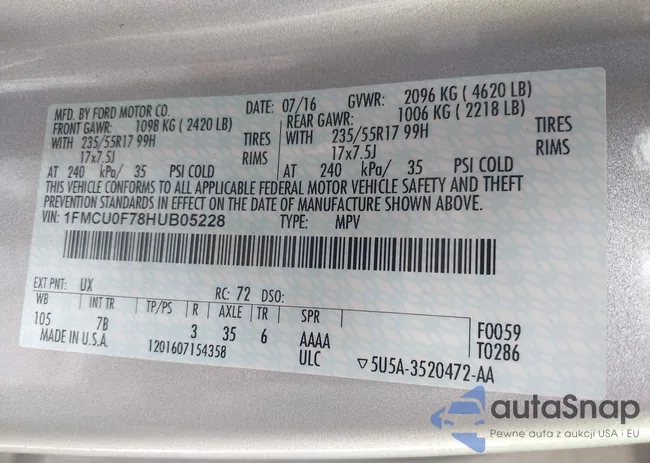 MFD. BY FORD MOTOR CO. DATE: 07/16 GVWR: 2096 KG ( 4620 LB)
FRONT GAWR: 1098 KG ( 2420 LB) REAR GAWR: 1006 KG ( 2218 LB)
WITH 235/55R17 99H TIRES WITH 235/55R17 99H TIRES
17x7.5J RIMS 17x7.5J RIMS
AT 240 kPa/ 35 PSI COLD AT 240 kPa/ 35 PSI COLD
THIS VEHICLE CONFORMS TO ALL APPLICABLE FEDERAL MOTOR VEHICLE SAFETY AND THEFT
PREVENTION STANDARDS IN EFFECT ON THE DATE OF MANUFACTURE SHOWN ABOVE.
VIN: 1FMCU0F78HUB05228 TYPE: MPV
EXT PNT: UX RC: 72 DSO:
WB INT TR TP/PS R AXLE TR SPR
105 7B 3 35 6 AAAA F0059
MADE IN U.S.A. 1201607154358 ULC ▽5U5A-3520472-AA T0286
autaSnap
Pewne auta z aukcji USA i EU